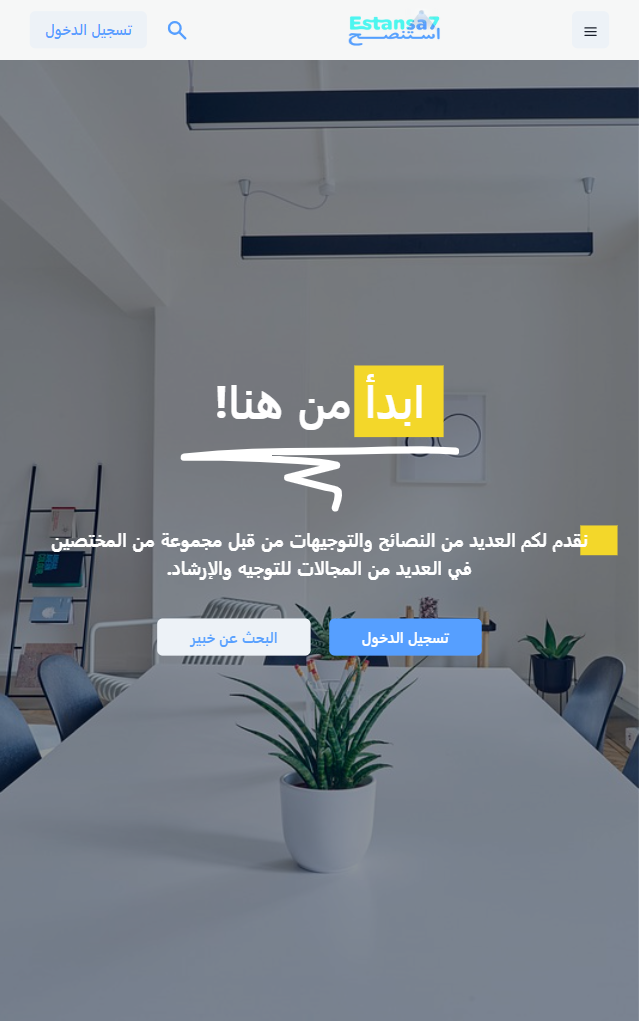 Estansa7
استنصح
تسجيل الدخول
ابدأ من هنا!
نقدم لكم العديد من النصائح والتوجيهات من قبل مجموعة من المختصين
في العديد من المجالات للتوجيه والإرشاد.
تسجيل الدخول
البحث عن خبير